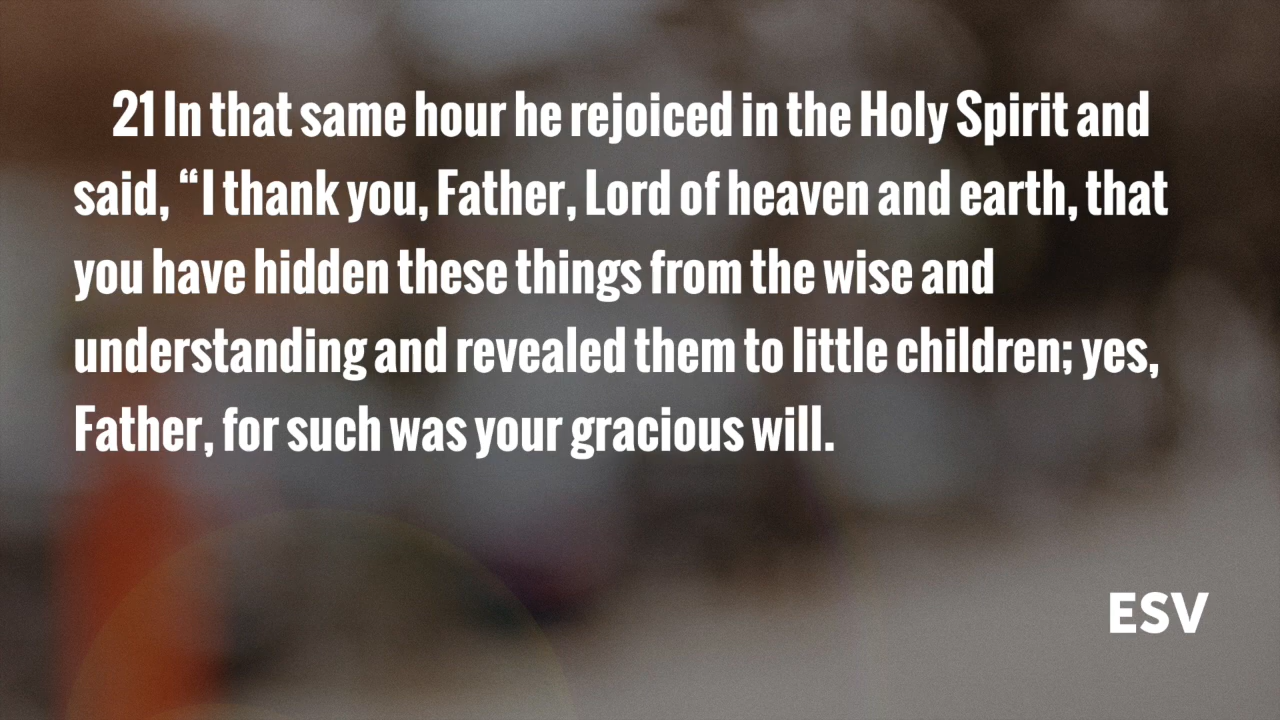 21 In that same hour he rejoiced in the Holy Spirit and
said, “I thank you, Father, Lord of heaven and earth, that
you have hidden these things from the wise and
understanding and revealed them to little children; yes,
Father, for such was your gracious will.
ESV